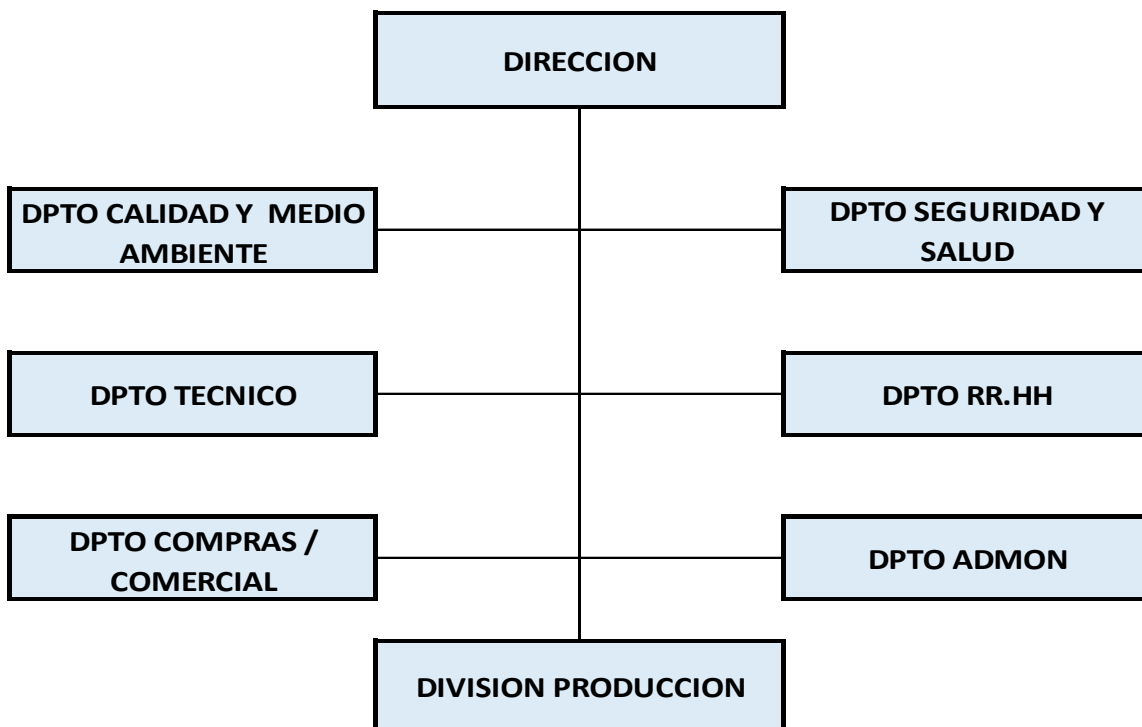 DIRECCION
DPTO CALIDAD Y MEDIO
AMBIENTE
DPTO SEGURIDAD Y
SALUD
DPTO TECNICO
DPTO RR.HH
DPTO COMPRAS /
COMERCIAL
DPTO ADMON
DIVISION PRODUCCION